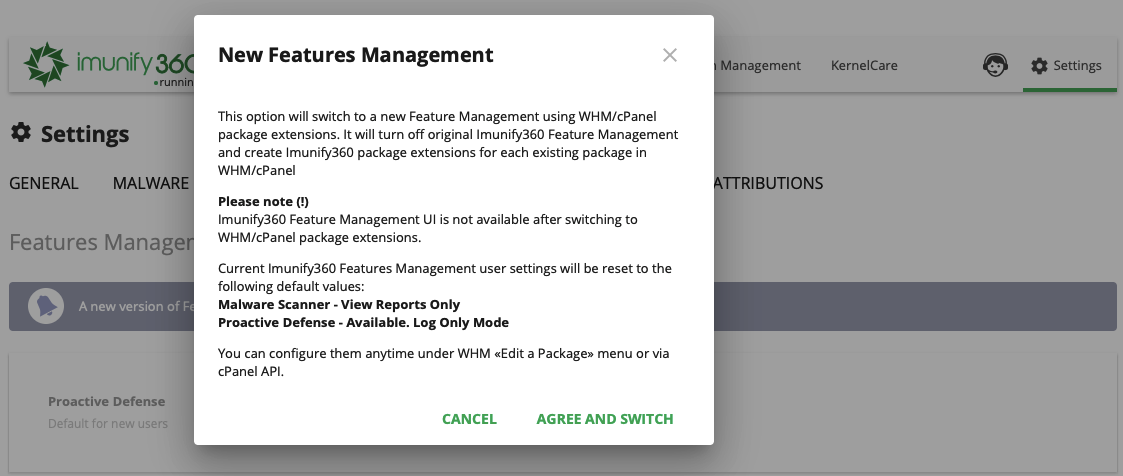 New Features Management
imunify360
running
Management
KernelCare
Settings
Settings
GENERAL
MALWARE
ATTRIBUTIONS
Features
A new version of
Proactive Defense
Default for new users
This option will switch to a new Feature Management using WHM/cPanel
package extensions. It will turn off original Imunify360 Feature Management
and create Imunify360 package extensions for each existing package in
WHM/cPanel
Please note (!)
Imunify360 Feature Management UI is not available after switching to
WHM/cPanel package extensions.
Current Imunify360 Features Management user settings will be reset to the
following default values:
Malware Scanner - View Reports Only
Proactive Defense - Available. Log Only Mode
You can configure them anytime under WHM «Edit a Package» menu or via
cPanel API.
CANCEL
AGREE AND SWITCH